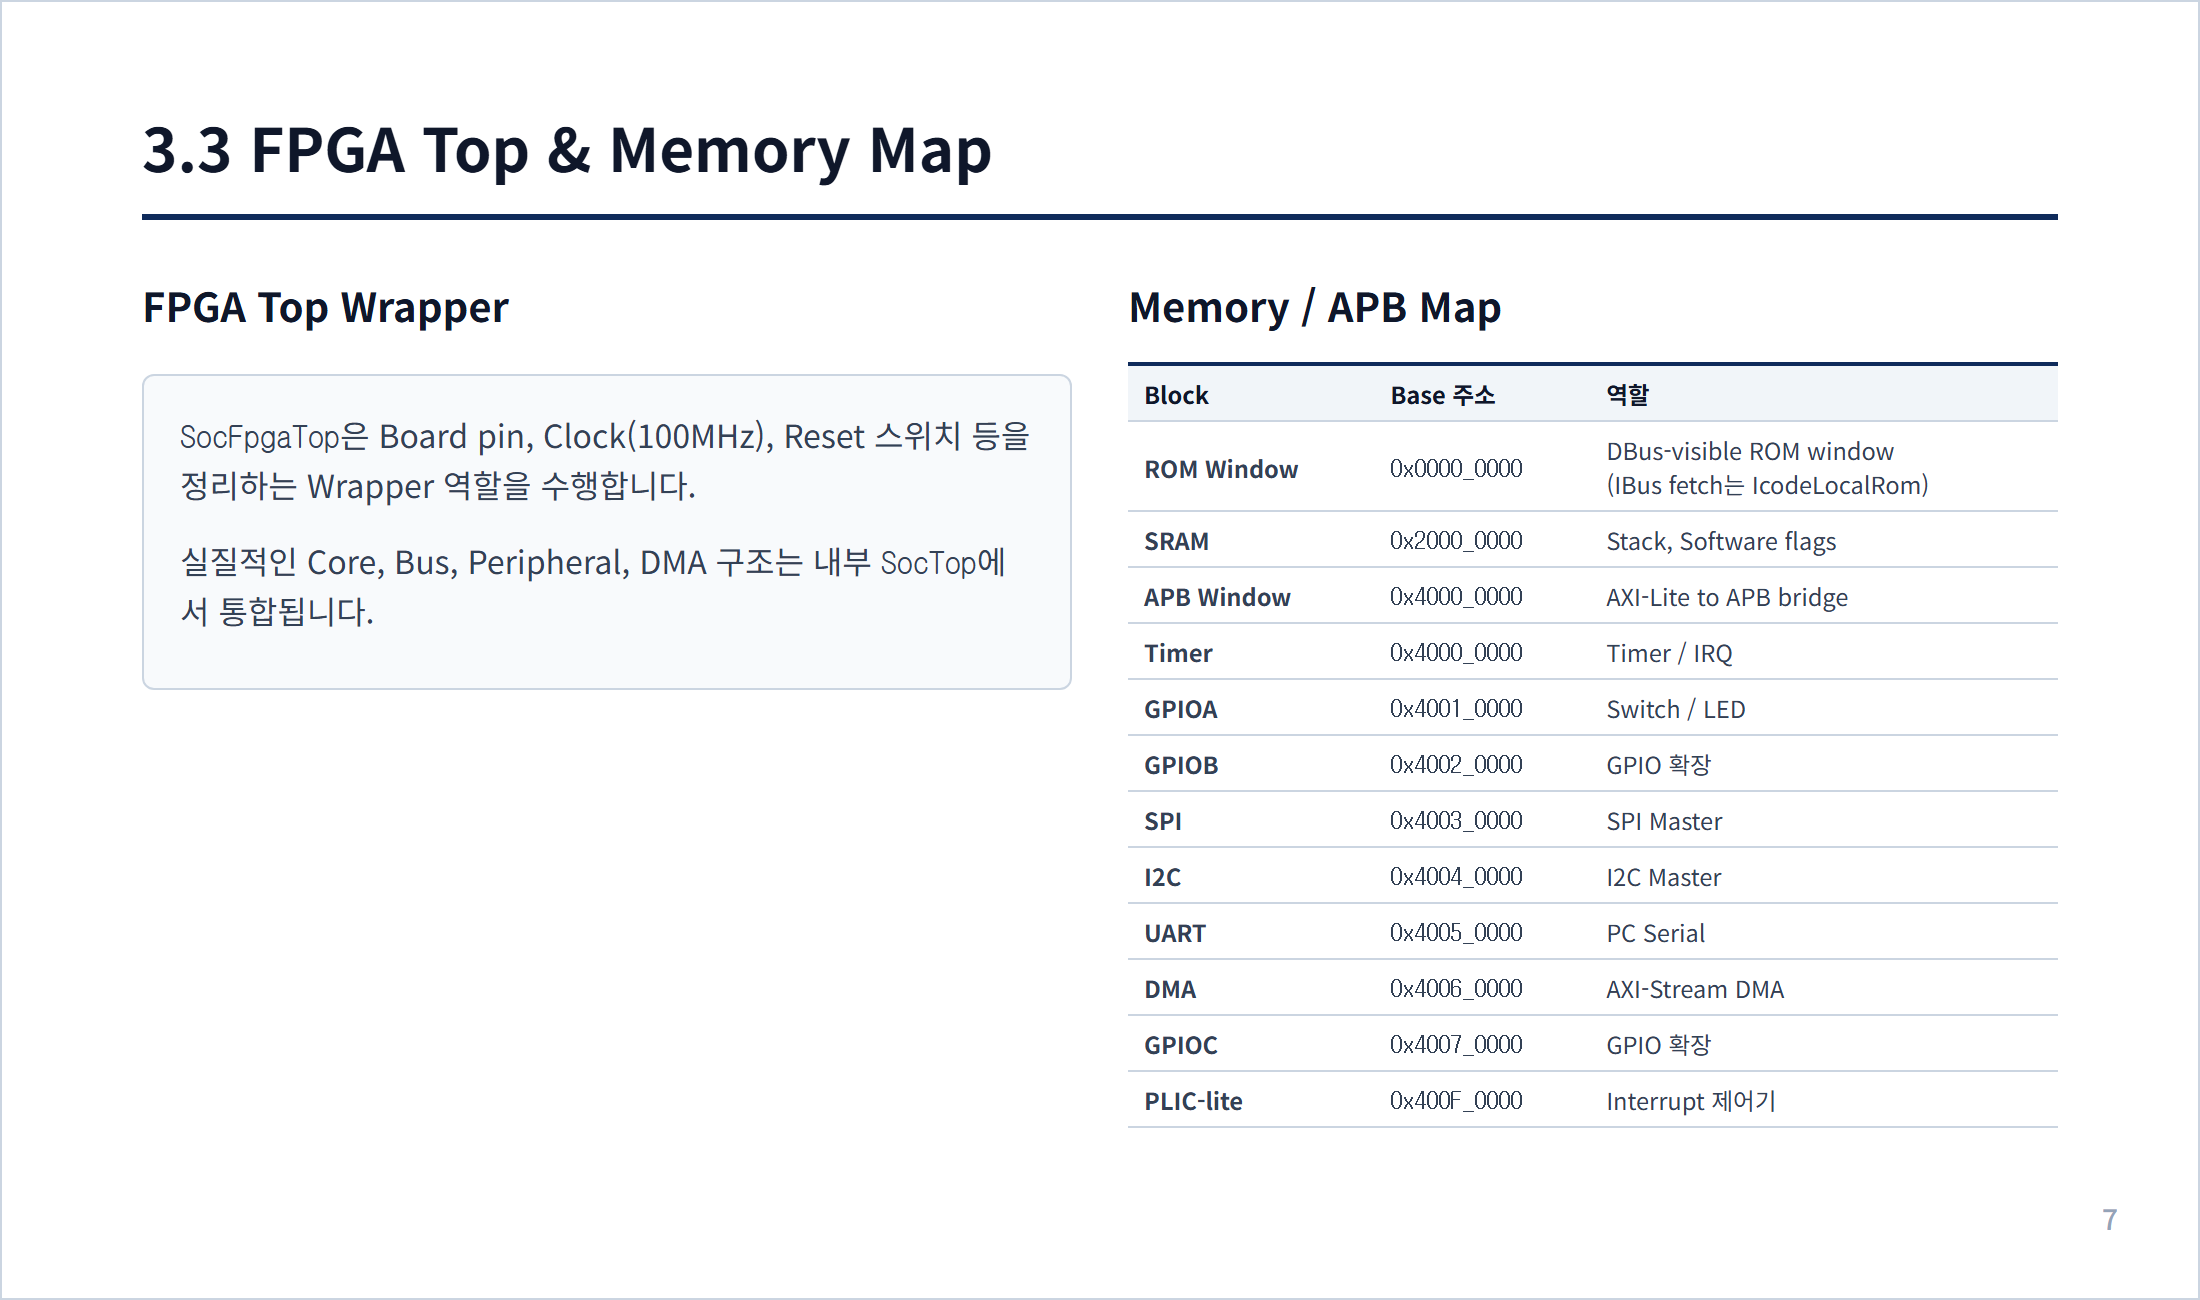 3.3 FPGA Top & Memory Map
FPGA Top Wrapper
SocFpgaTop은 Board pin, Clock(100MHz), Reset 스위치 등을
정리하는 Wrapper 역할을 수행합니다.
실질적인 Core, Bus, Peripheral, DMA 구조는 내부 SocTop에
서 통합됩니다.
Memory / APB Map
Block Base 주소 역할
ROM Window 0x0000_0000 DBus-visible ROM window
(IBus fetch는 IcodeLocalRom)
SRAM 0x2000_0000 Stack, Software flags
APB Window 0x4000_0000 AXI-Lite to APB bridge
Timer 0x4000_0000 Timer / IRQ
GPIOA 0x4001_0000 Switch / LED
GPIOB 0x4002_0000 GPIO 확장
SPI 0x4003_0000 SPI Master
I2C 0x4004_0000 I2C Master
UART 0x4005_0000 PC Serial
DMA 0x4006_0000 AXI-Stream DMA
GPIOC 0x4007_0000 GPIO 확장
PLIC-lite 0x400F_0000 Interrupt 제어기
7